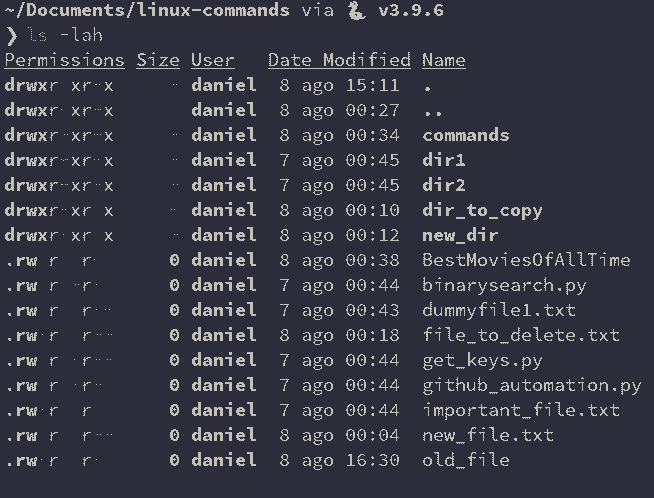 ~/Documents/linux-commands via 🐍 v3.9.6
❯ ls -lah
Permissions Size User Date Modified Name
drwxr-xr-x - daniel 8 ago 15:11 .
drwxr-xr-x - daniel 8 ago 00:27 ..
drwxr-xr-x - daniel 8 ago 00:34 commands
drwxr-xr-x - daniel 7 ago 00:45 dir1
drwxr-xr-x - daniel 7 ago 00:45 dir2
drwxr-xr-x - daniel 8 ago 00:10 dir_to_copy
drwxr-xr-x - daniel 8 ago 00:12 new_dir
.rw-r--r-- 0 daniel 8 ago 00:38 BestMoviesOfAllTime
.rw-r--r-- 0 daniel 7 ago 00:44 binarysearch.py
.rw-r--r-- 0 daniel 7 ago 00:43 dummyfile1.txt
.rw-r--r-- 0 daniel 8 ago 00:18 file_to_delete.txt
.rw-r--r-- 0 daniel 7 ago 00:44 get_keys.py
.rw-r--r-- 0 daniel 7 ago 00:44 github_automation.py
.rw-r--r-- 0 daniel 7 ago 00:44 important_file.txt
.rw-r--r-- 0 daniel 8 ago 00:04 new_file.txt
.rw-r--r-- 0 daniel 8 ago 16:30 old_file